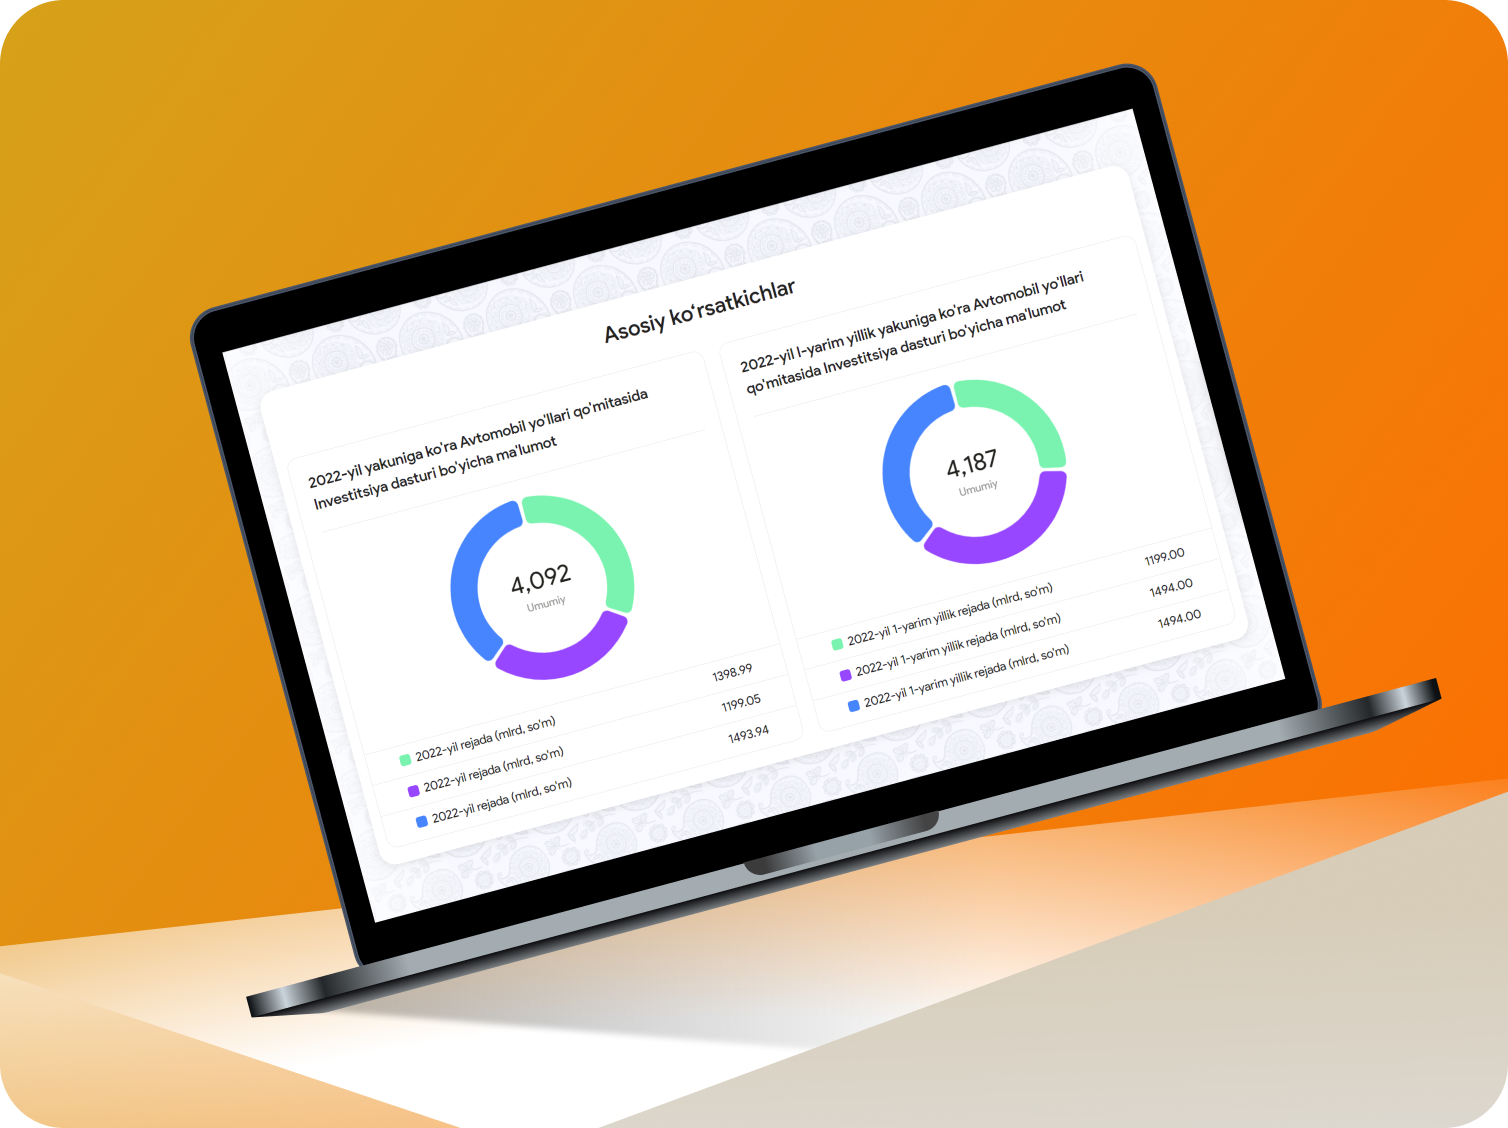 Asosiy ko‘rsatkichlar
2022-yil yakuniga ko'ra Avtomobil yo'llari qo'mitasida
Investitsiya dasturi bo'yicha ma'lumot
4,092
Umumiy
2022-yil rejada (mlrd, so'm) 1398.99
2022-yil rejada (mlrd, so'm) 1199.05
2022-yil rejada (mlrd, so'm) 1493.94
2022-yil I-yarim yillik yakuniga ko'ra Avtomobil yo'llari
qo'mitasida Investitsiya dasturi bo'yicha ma'lumot
4,187
Umumiy
2022-yil 1-yarim yillik rejada (mlrd, so'm) 1199.00
2022-yil 1-yarim yillik rejada (mlrd, so'm) 1494.00
2022-yil 1-yarim yillik rejada (mlrd, so'm) 1494.00